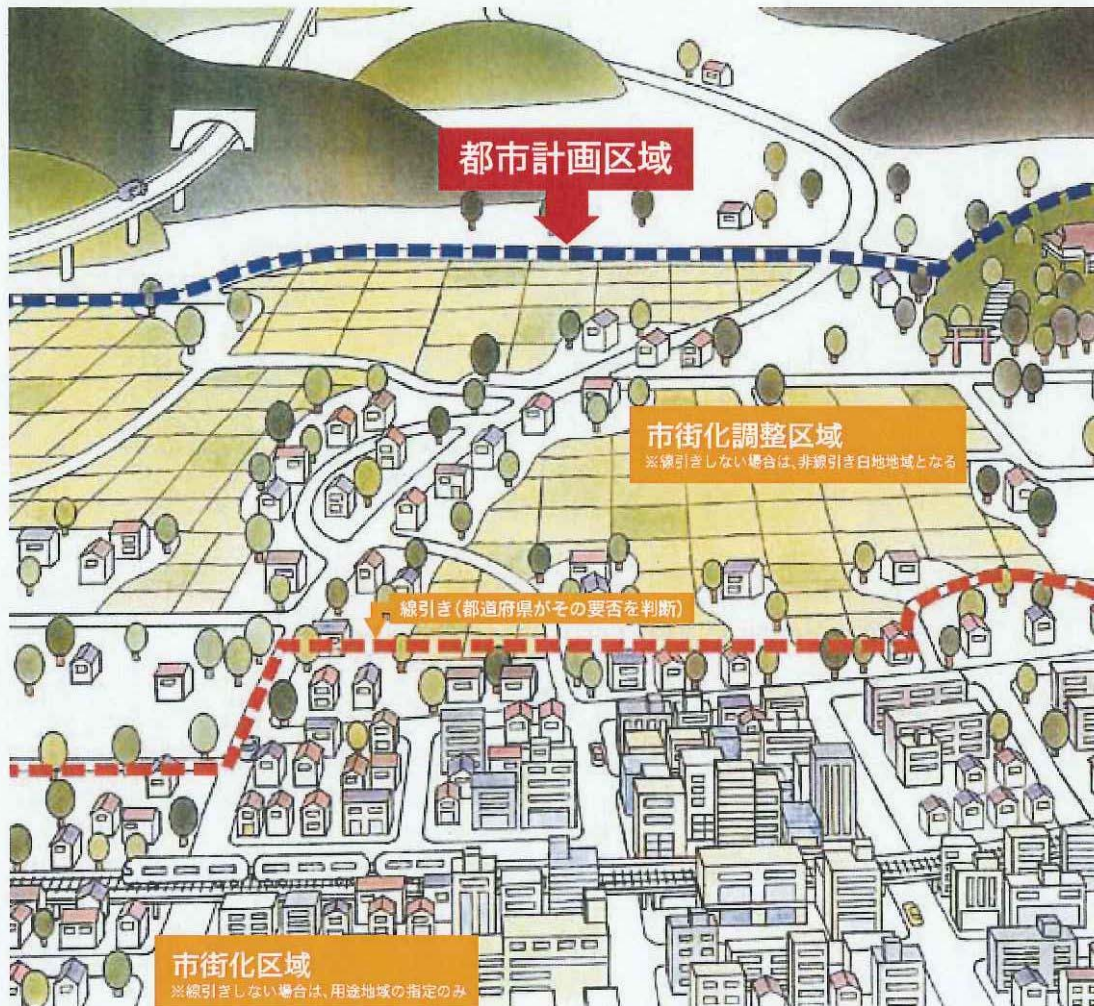 都市計画区域
市街化調整区域
※線引きしない場合は、非線引き白地地域となる
線引き(都道府県がその要否を判断)
市街化区域
※線引きしない場合は、用途地域の指定のみ